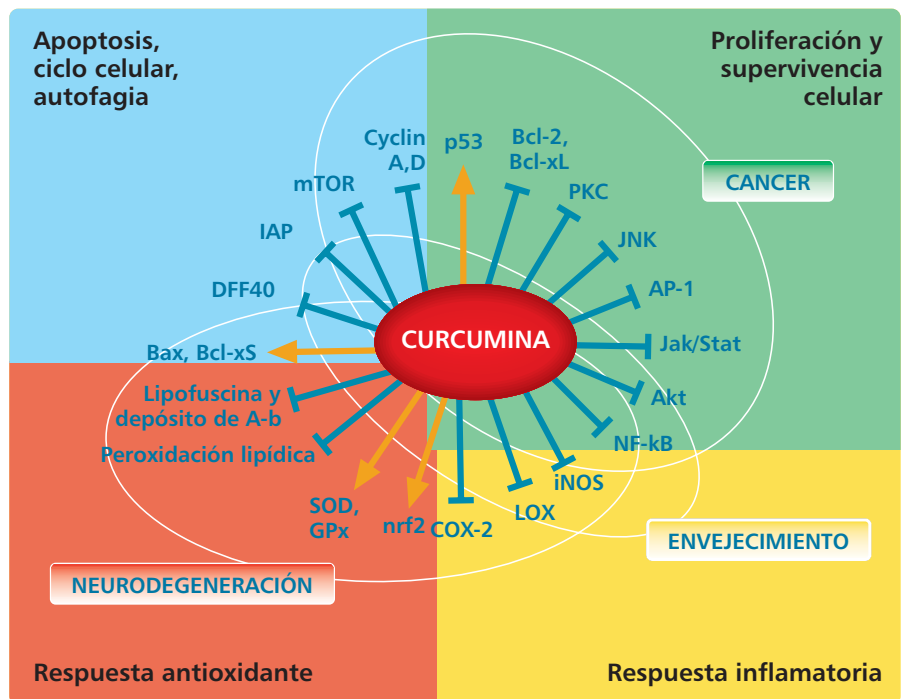 Apoptosis,
ciclo celular,
autofagia
Proliferación y
supervivencia
celular
Cyclin
A,D
p53
Bcl-2,
Bcl-xL
mTOR
PKC
CANCER
IAP
JNK
DFF40
AP-1
CURCUMINA
Bax, Bcl-xS
Jak/Stat
Lipofuscina y
depósito de A-b
Akt
Peroxidación lipídica
NF-kB
iNOS
SOD,
GPx
nrf2
COX-2
LOX
ENVEJECIMIENTO
NEURODEGENERACIÓN
Respuesta antioxidante
Respuesta inflamatoria